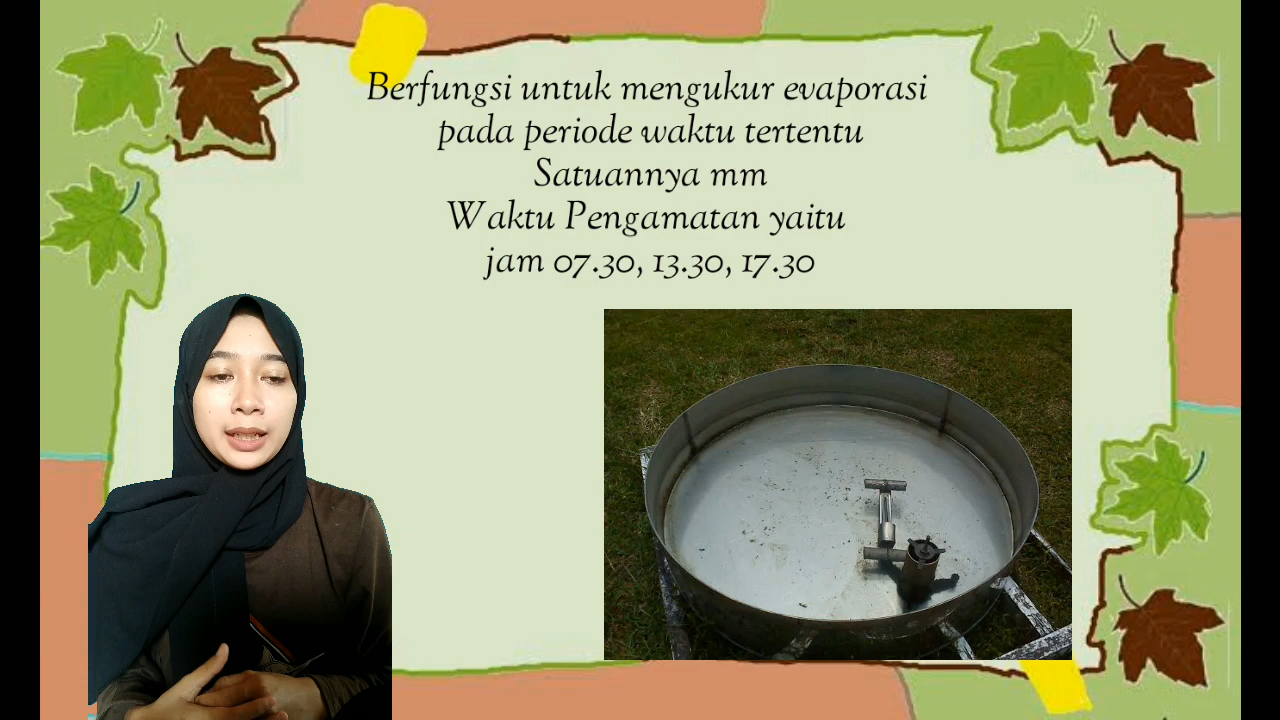 Berfungsi untuk mengukur evaporasi
pada periode waktu tertentu
Satuannya mm
Waktu Pengamatan yaitu
jam 07.30, 13.30, 17.30